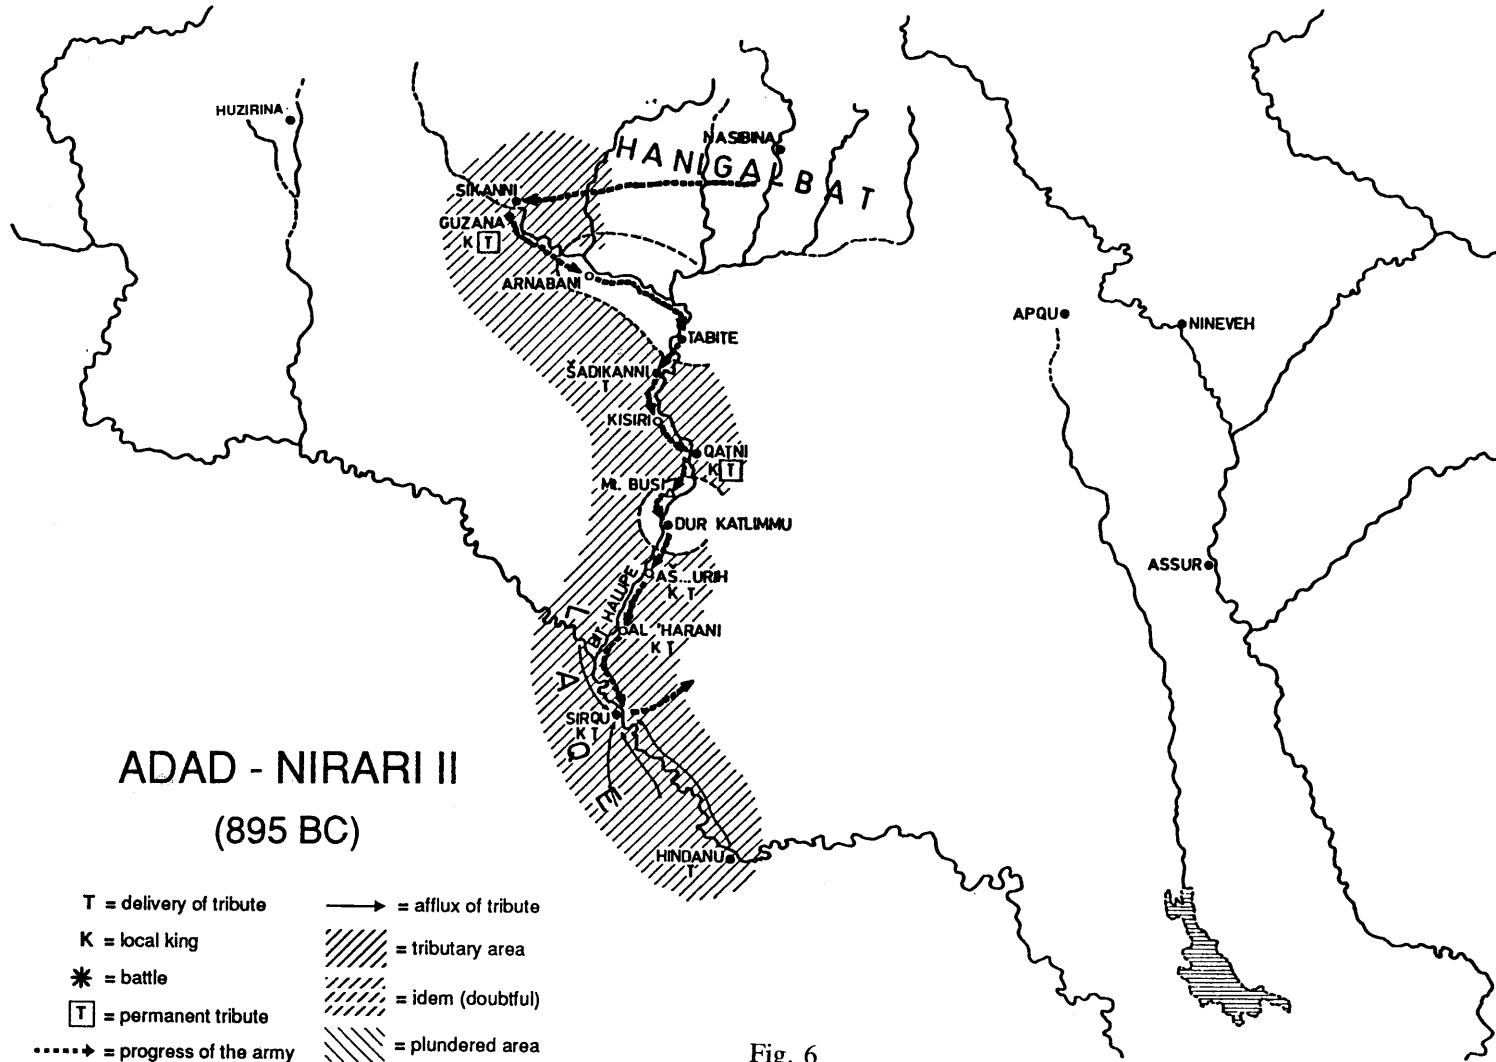 HUZIRINA
NASIBINA
HANIGALBAT
SIKANNI
GUZANA
K T
ARNABANI
APQU
NINEVEH
TABITE
ŠADIKANNI
T
KISIRI
QATNI
K T
Mt. BUSI
DUR KATLIMMU
ASSUR
AŠ...URIH
K T
BIT-HALUPE
AL 'HARANI
K T
LAQE
SIRQU
K T
HINDANU
T
ADAD - NIRARI II
(895 BC)
T = delivery of tribute
K = local king
= battle
T = permanent tribute
= progress of the army
= afflux of tribute
= tributary area
= idem (doubtful)
= plundered area
Fig. 6